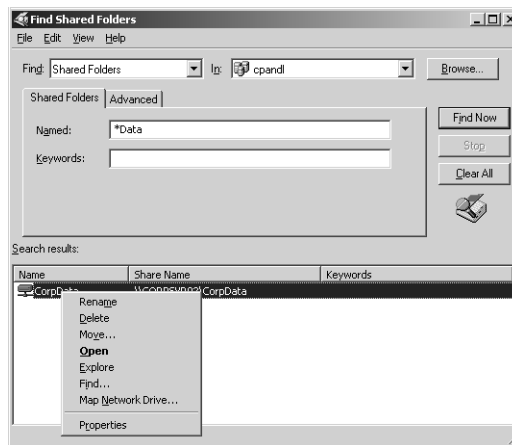 Find Shared Folders
File Edit View Help
Find: Shared Folders In: cpandl Browse...
Shared Folders Advanced
Named: *Data
Keywords:
Find Now
Stop
Clear All
Search results:
Name Share Name Keywords
CorpData CorpData
Rename
Delete
Move...
Open
Explore
Find...
Map Network Drive...
Properties